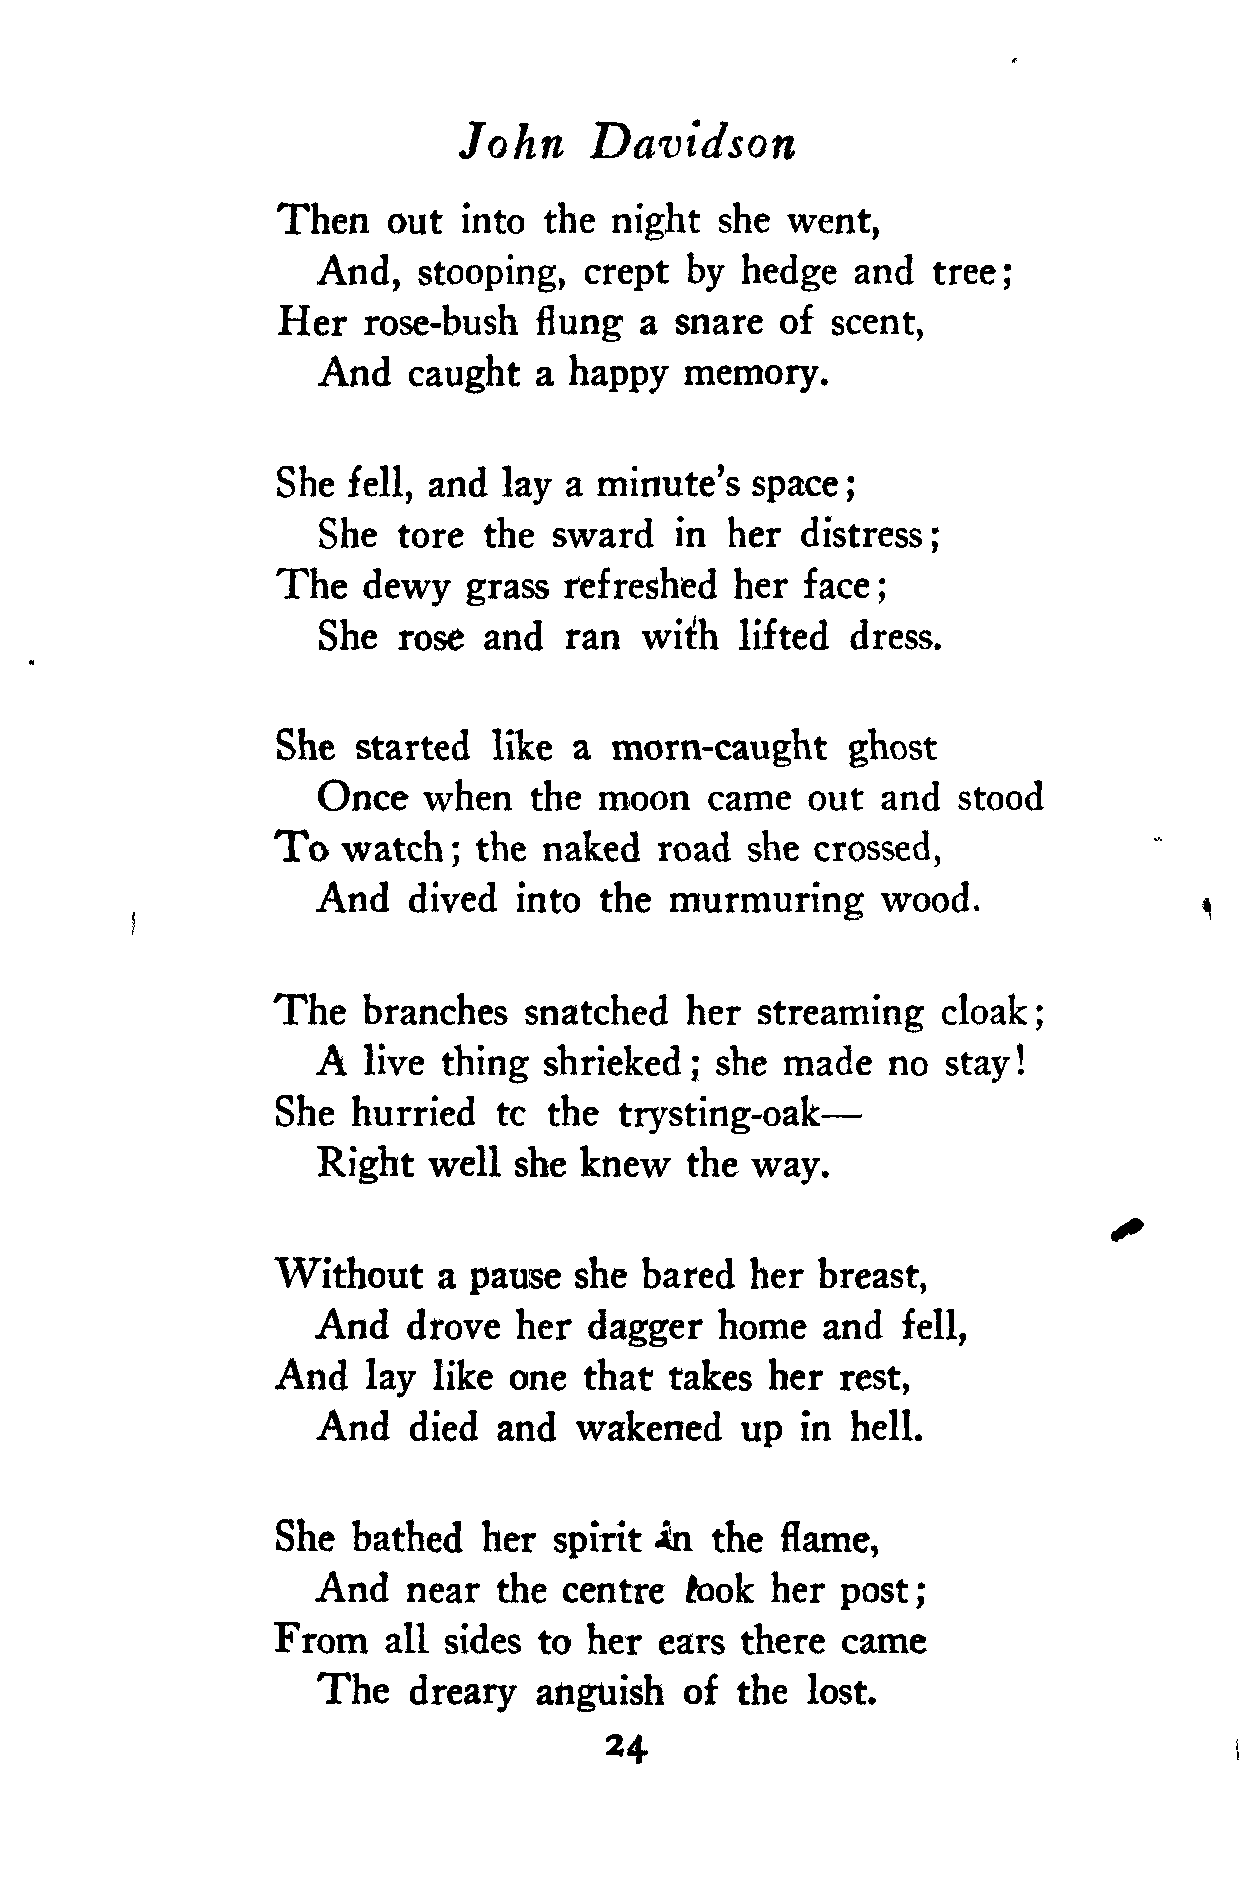 John Davidson
Then out into the night she went,
And, stooping, crept by hedge and tree;
Her rose-bush flung a snare of scent,
And caught a happy memory.
She fell, and lay a minute's space;
She tore the sward in her distress;
The dewy grass refreshed her face;
She rose and ran with lifted dress.
She started like a morn-caught ghost
Once when the moon came out and stood
To watch; the naked road she crossed,
And dived into the murmuring wood.
The branches snatched her streaming cloak;
A live thing shrieked; she made no stay!
She hurried tc the trysting-oak—
Right well she knew the way.
Without a pause she bared her breast,
And drove her dagger home and fell,
And lay like one that takes her rest,
And died and wakened up in hell.
She bathed her spirit in the flame,
And near the centre took her post;
From all sides to her ears there came
The dreary anguish of the lost.
24